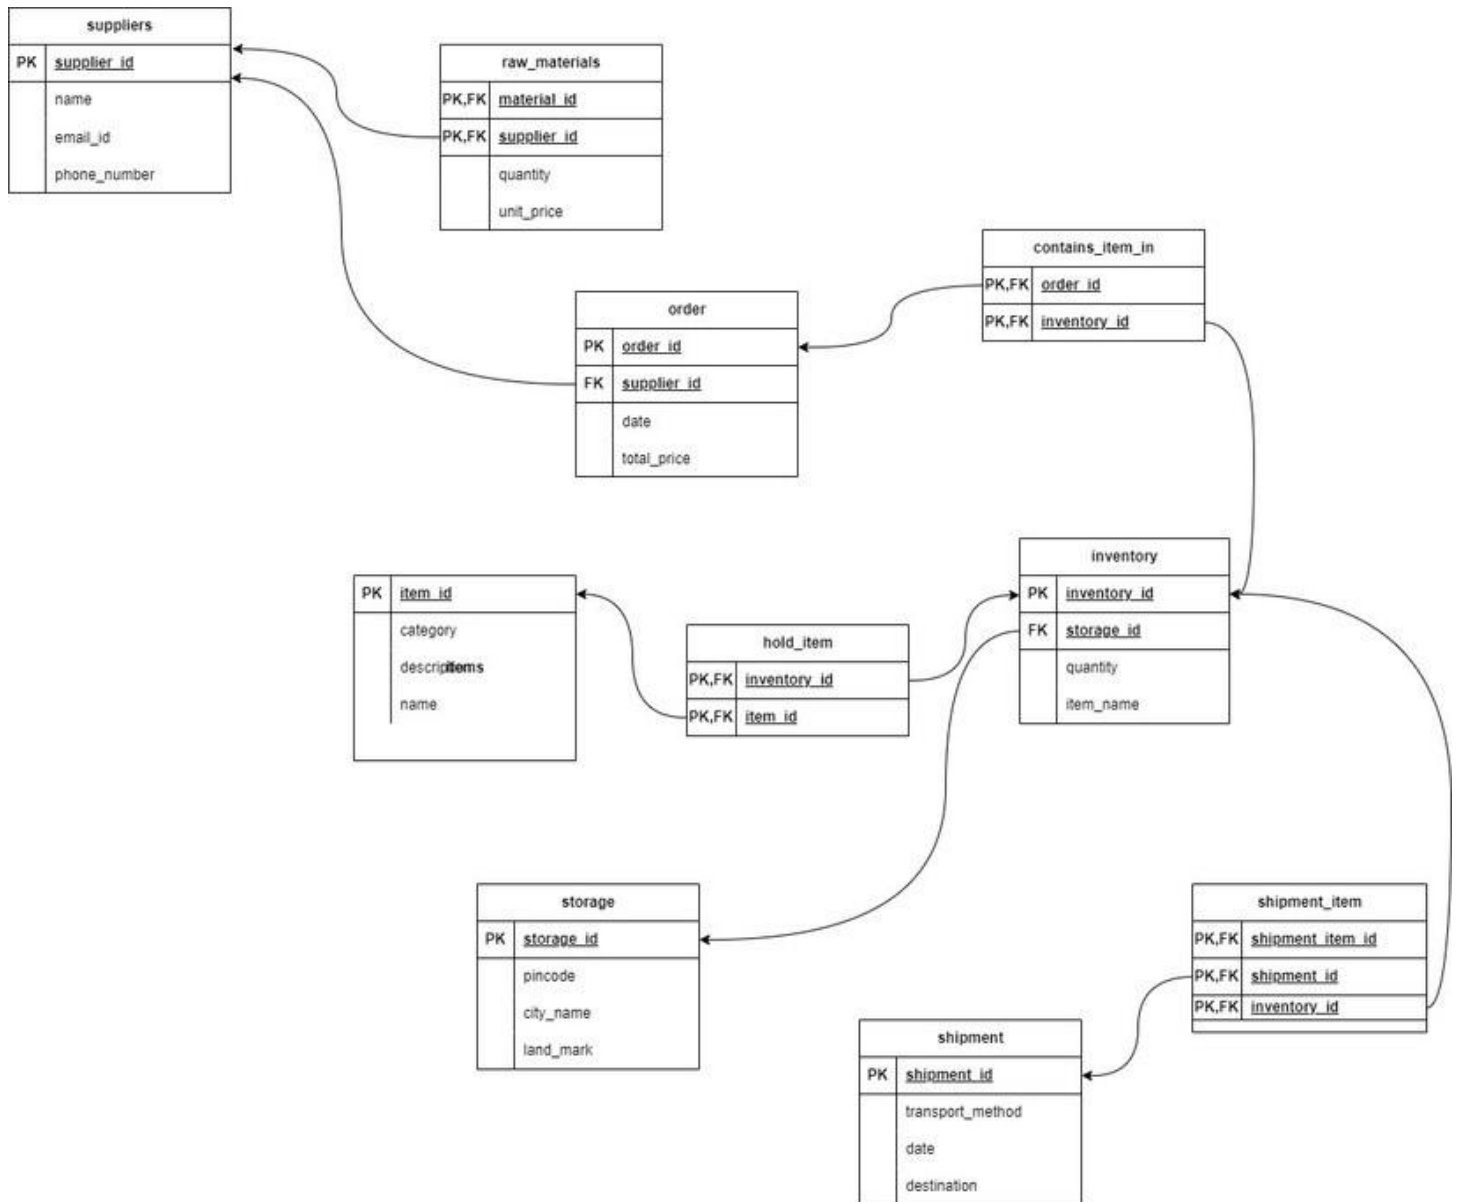 suppliers
PK supplier_id
name
email_id
phone_number
raw_materials
PK,FK material_id
PK,FK supplier_id
quantity
unit_price
contains_item_in
PK,FK order_id
PK,FK inventory_id
order
PK order_id
FK supplier_id
date
total_price
inventory
PK inventory_id
FK storage_id
quantity
item_name
PK item_id
category
items
name
hold_item
PK,FK inventory_id
PK,FK item_id
storage
PK storage_id
pincode
city_name
land_mark
shipment_item
PK,FK shipment_item_id
PK,FK shipment_id
PK,FK inventory_id
shipment
PK shipment_id
transport_method
date
destination